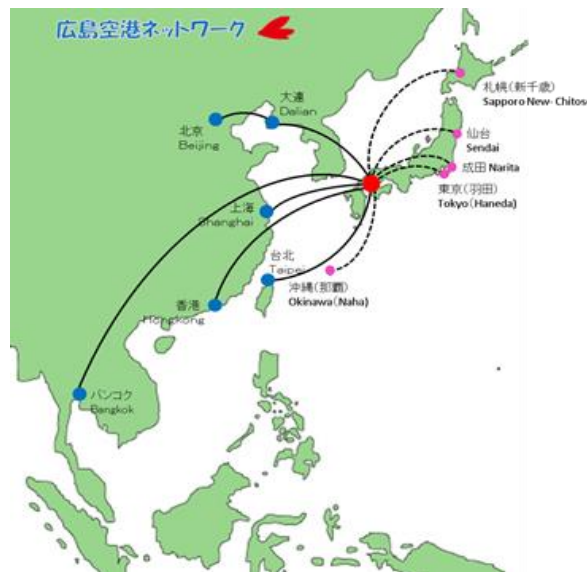 広島空港ネットワーク
札幌(新千歳)
Sapporo New- Chitose
大連
Dalian
北京
Beijing
仙台
Sendai
成田 Narita
東京(羽田)
Tokyo(Haneda)
上海
Shanghai
台北
Taipei
沖縄(那覇)
Okinawa(Naha)
香港
Hongkong
バンコク
Bangkok